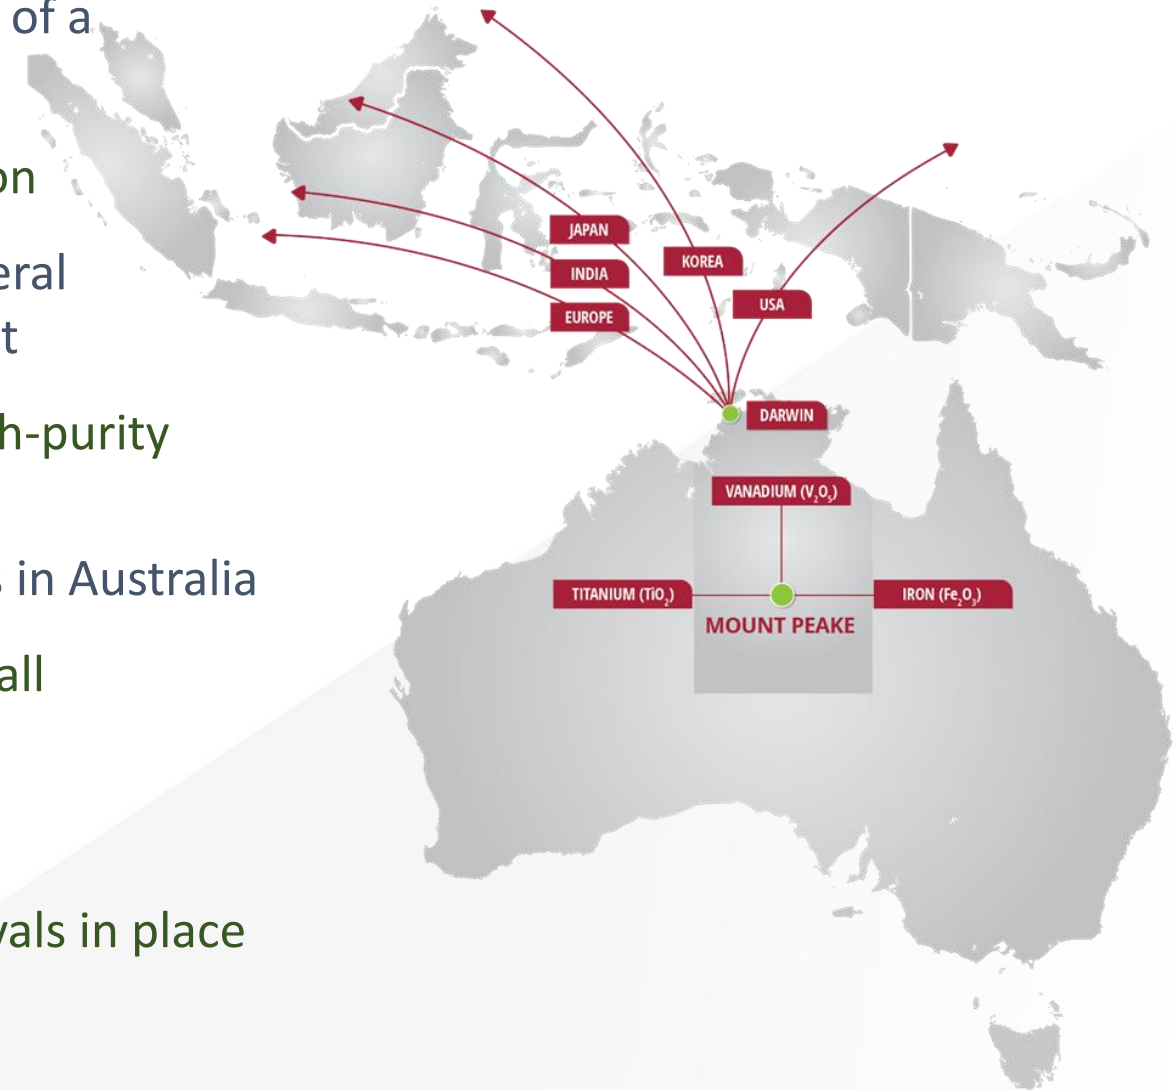 of a
on
eral
t
h-purity
s in Australia
all
vals in place
JAPAN
KOREA
INDIA
USA
EUROPE
DARWIN
VANADIUM (V₂O₅)
TITANIUM (TiO₂)
IRON (Fe₂O₃)
MOUNT PEAKE